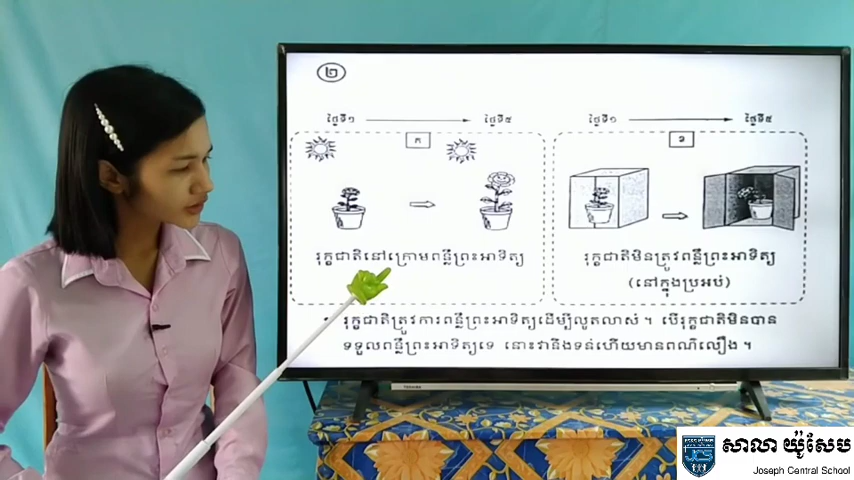 ២
ថ្ងៃទី១ ថ្ងៃទី៥
ថ្ងៃទី១ ថ្ងៃទី៥
ក
ខ
រុក្ខជាតិនៅក្រោមពន្លឺព្រះអាទិត្យ
រុក្ខជាតិមិនត្រូវពន្លឺព្រះអាទិត្យ
(នៅក្នុងប្រអប់)
រុក្ខជាតិត្រូវការពន្លឺព្រះអាទិត្យដើម្បីលូតលាស់ ។ បើរុក្ខជាតិមិនបាន
ទទួលពន្លឺព្រះអាទិត្យទេ នោះវានឹងទន់ហើយមានពណ៌លឿង ។
TOSHIBA
JCS
សាលា យ៉ូសែប
Joseph Central School